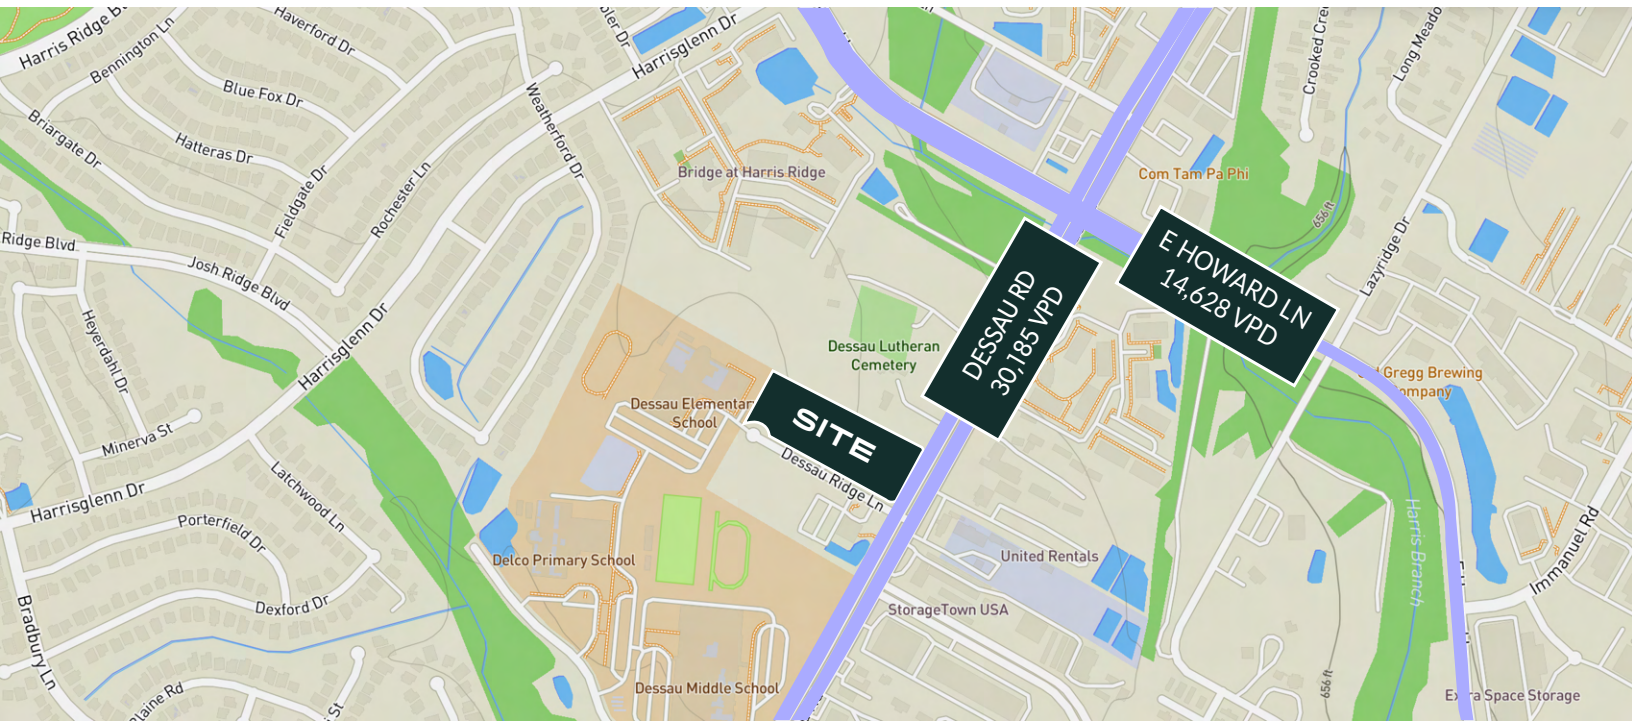 Harris Ridge
Bennington Ln
Haverford Dr
Blue Fox Dr
Briargate Dr
Hatteras Dr
Fieldgate Dr
Rochester Ln
Weatherford Dr
Harrisglenn Dr
Bridge at Harris Ridge
Com Tam Pa Phi
Crooked Cree
Long Meado
656 ft
Lazyridge Dr
Ridge Blvd
Josh Ridge Blvd
Heyerdahl Dr
Harrisglenn Dr
E HOWARD LN
14,628 VPD
DESSAU RD
30,185 VPD
Dessau Lutheran
Cemetery
Gregg Brewing
Company
Dessau Elementary
School
SITE
Dessau Ridge Ln
Minerva St
Harrisglenn Dr
Latchwood Ln
Porterfield Dr
Delco Primary School
United Rentals
Harris Branch
Immanuel Rd
Dexford Dr
StorageTown USA
Bradbury Ln
laine Rd
St
Dessau Middle School
656 ft
Extra Space Storage